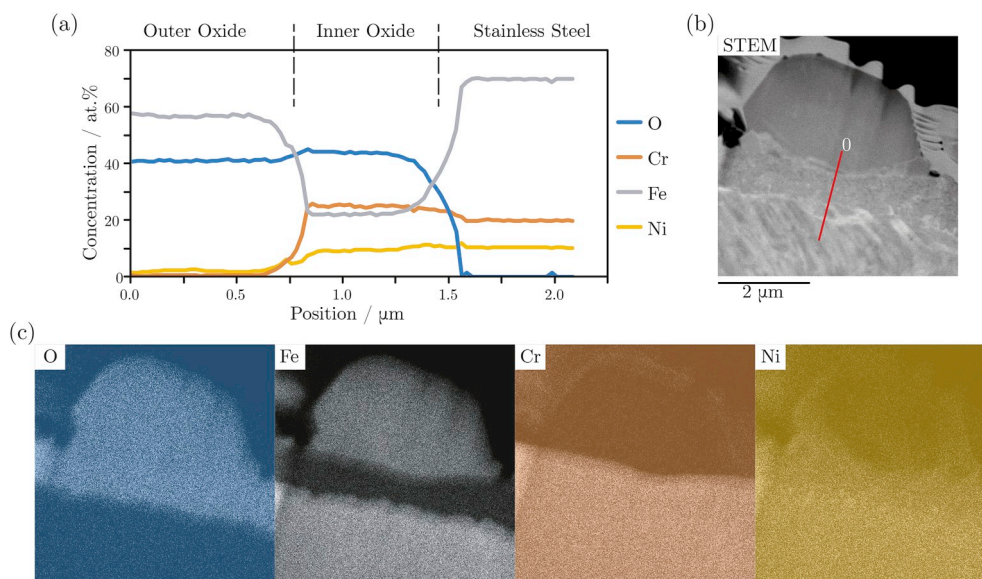 (a)
Outer Oxide Inner Oxide Stainless Steel
80
60
40
20
0
Concentration / at.%
0.0 0.5 1.0 1.5 2.0
Position / μm
O
Cr
Fe
Ni
(b)
STEM
0
2 μm
(c)
O Fe Cr Ni